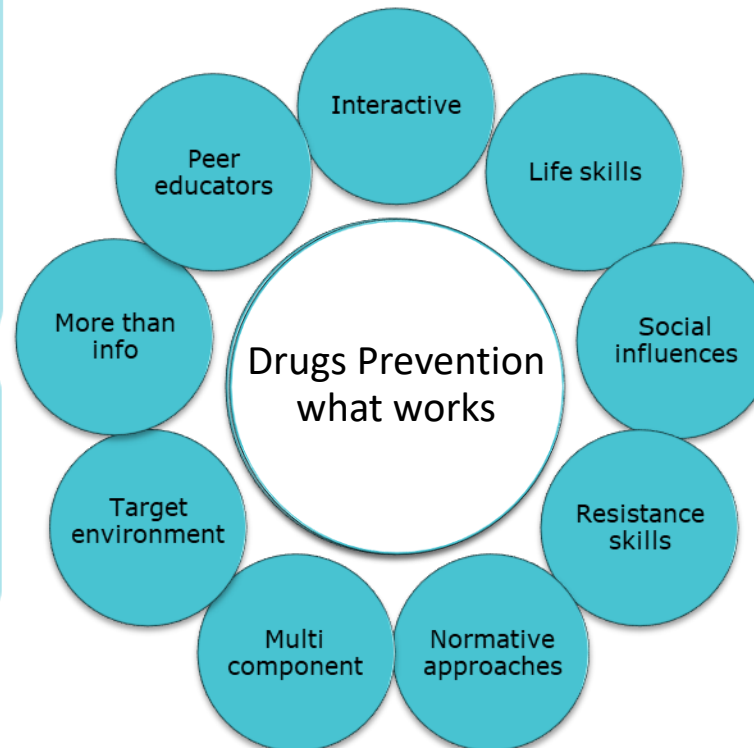 Interactive
Life skills
Social
influences
Resistance
skills
Normative
approaches
Multi
component
Target
environment
More than
info
Peer
educators
Drugs Prevention
what works